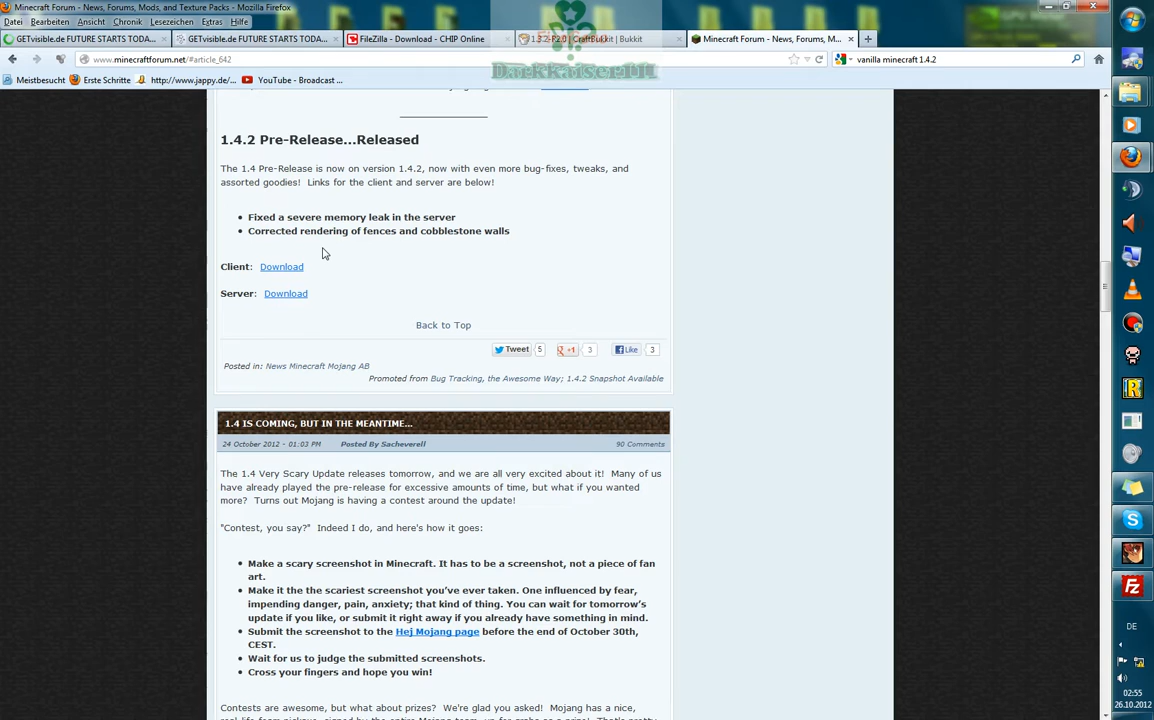 Minecraft Forum - News, Forums, Mods, and Texture Packs - Mozilla Firefox
Datei Bearbeiten Ansicht Chronik Lesezeichen Extras Hilfe
GETvisible.de FUTURE STARTS TODA... GETvisible.de FUTURE STARTS TODA... FileZilla - Download - CHIP Online 1.3.2-R2.0 | CraftBukkit | Bukkit Minecraft Forum - News, Forums, M...
www.minecraftforum.net/#article_642 vanilla minecraft 1.4.2
DarkKaiser101
Meistbesucht Erste Schritte http://www.jappy.de/... YouTube - Broadcast ...
1.4.2 Pre-Release...Released
The 1.4 Pre-Release is now on version 1.4.2, now with even more bug-fixes, tweaks, and
assorted goodies! Links for the client and server are below!
• Fixed a severe memory leak in the server
• Corrected rendering of fences and cobblestone walls
Client: Download
Server: Download
Back to Top
Tweet 5 +1 3 Like 3
Posted in: News Minecraft Mojang AB
Promoted from Bug Tracking, the Awesome Way; 1.4.2 Snapshot Available
1.4 IS COMING, BUT IN THE MEANTIME...
24 October 2012 - 01:03 PM Posted By Sacheverell 90 Comments
The 1.4 Very Scary Update releases tomorrow, and we are all very excited about it! Many of us
have already played the pre-release for excessive amounts of time, but what if you wanted
more? Turns out Mojang is having a contest around the update!
"Contest, you say?" Indeed I do, and here's how it goes:
• Make a scary screenshot in Minecraft. It has to be a screenshot, not a piece of fan
art.
• Make it the the scariest screenshot you've ever taken. One influenced by fear,
impending danger, pain, anxiety; that kind of thing. You can wait for tomorrow's
update if you like, or submit it right away if you already have something in mind.
• Submit the screenshot to the Hej Mojang page before the end of October 30th,
CEST.
• Wait for us to judge the submitted screenshots.
• Cross your fingers and hope you win!
Contests are awesome, but what about prizes? We're glad you asked! Mojang has a nice,
DE
02:55
26.10.2012